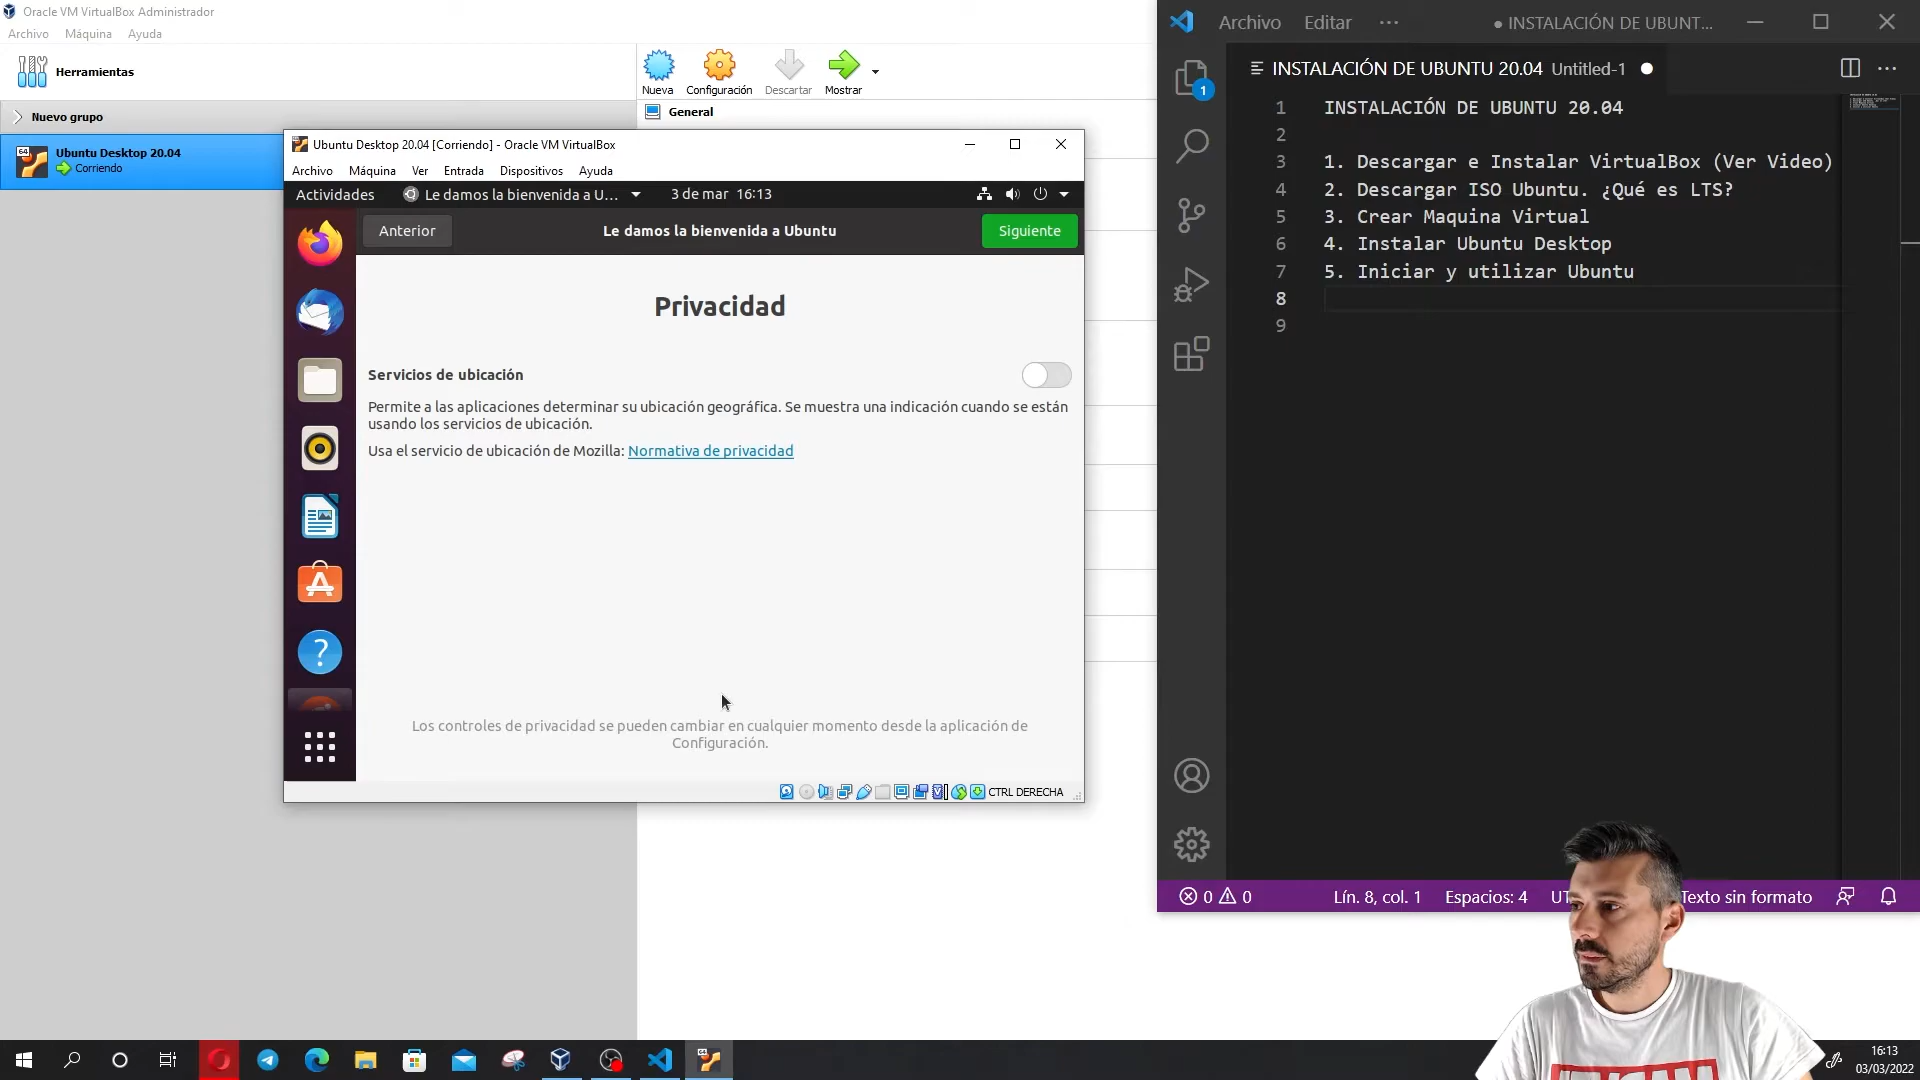 Oracle VM VirtualBox Administrador
Archivo Máquina Ayuda
Herramientas
Nuevo grupo
64
Ubuntu Desktop 20.04
Corriendo
Nueva Configuración Descartar Mostrar
General
Ubuntu Desktop 20.04 [Corriendo] - Oracle VM VirtualBox
Archivo Máquina Ver Entrada Dispositivos Ayuda
Actividades Le damos la bienvenida a U... 3 de mar 16:13
Anterior Le damos la bienvenida a Ubuntu Siguiente
Privacidad
Servicios de ubicación
Permite a las aplicaciones determinar su ubicación geográfica. Se muestra una indicación cuando se están
usando los servicios de ubicación.
Usa el servicio de ubicación de Mozilla: Normativa de privacidad
Los controles de privacidad se pueden cambiar en cualquier momento desde la aplicación de
Configuración.
CTRL DERECHA
Archivo Editar ··· ● INSTALACIÓN DE UBUNT...
INSTALACIÓN DE UBUNTU 20.04 Untitled-1
1
1 INSTALACIÓN DE UBUNTU 20.04
2
3 1. Descargar e Instalar VirtualBox (Ver Video)
4 2. Descargar ISO Ubuntu. ¿Qué es LTS?
5 3. Crear Maquina Virtual
6 4. Instalar Ubuntu Desktop
7 5. Iniciar y utilizar Ubuntu
8
9
0 0 Lín. 8, col. 1 Espacios: 4 Texto sin formato
16:13
03/03/2022